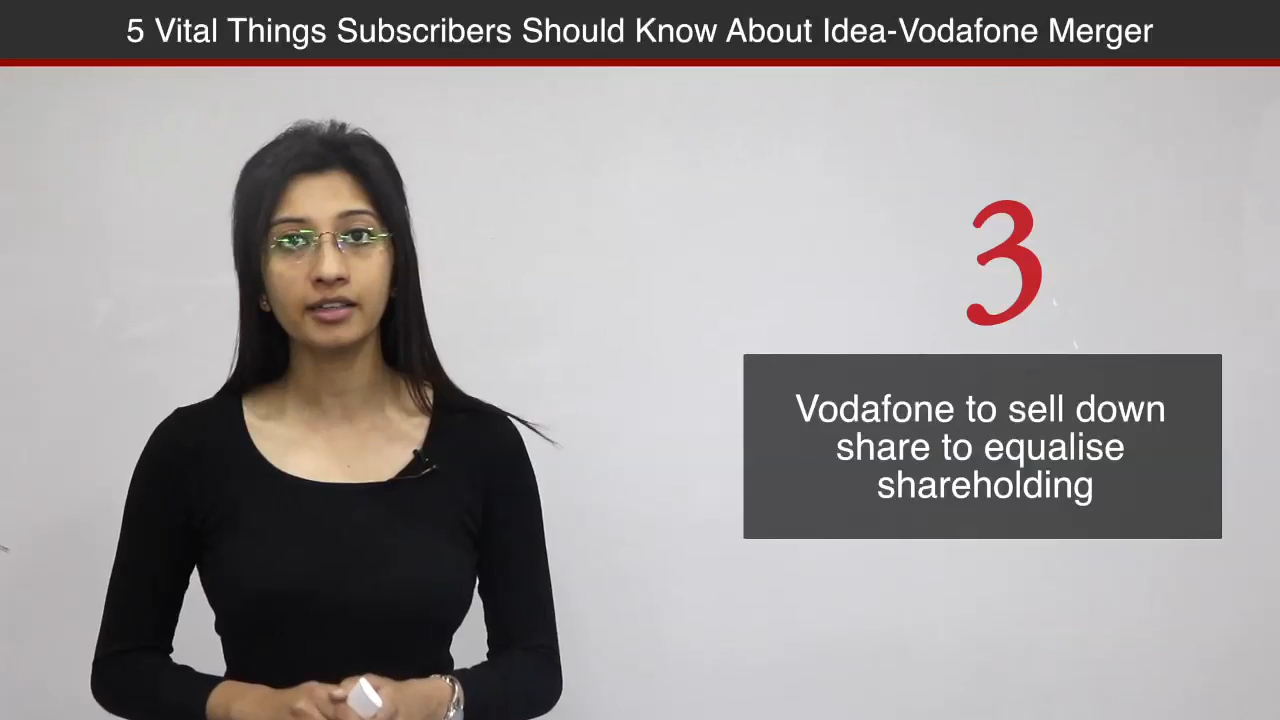 5 Vital Things Subscribers Should Know About Idea-Vodafone Merger
3
Vodafone to sell down
share to equalise
shareholding